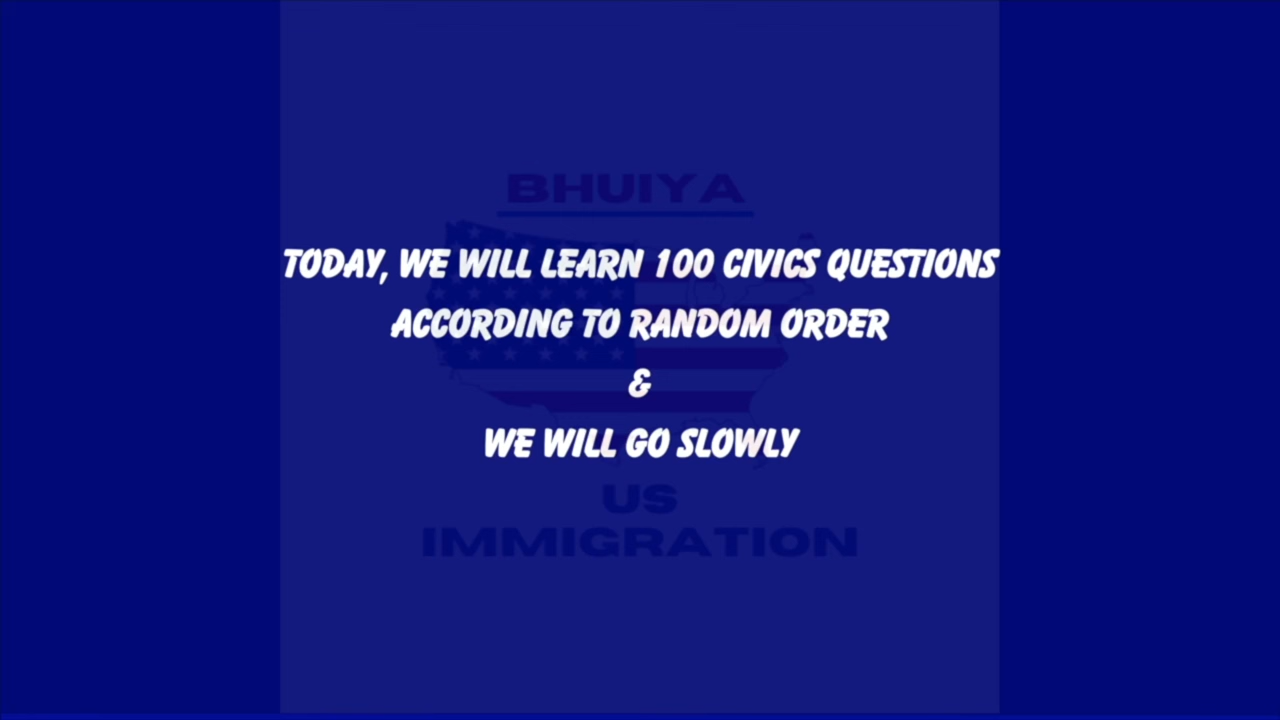 BHUIYA
TODAY, WE WILL LEARN 100 CIVICS QUESTIONS
ACCORDING TO RANDOM ORDER
&
WE WILL GO SLOWLY
US
IMMIGRATION